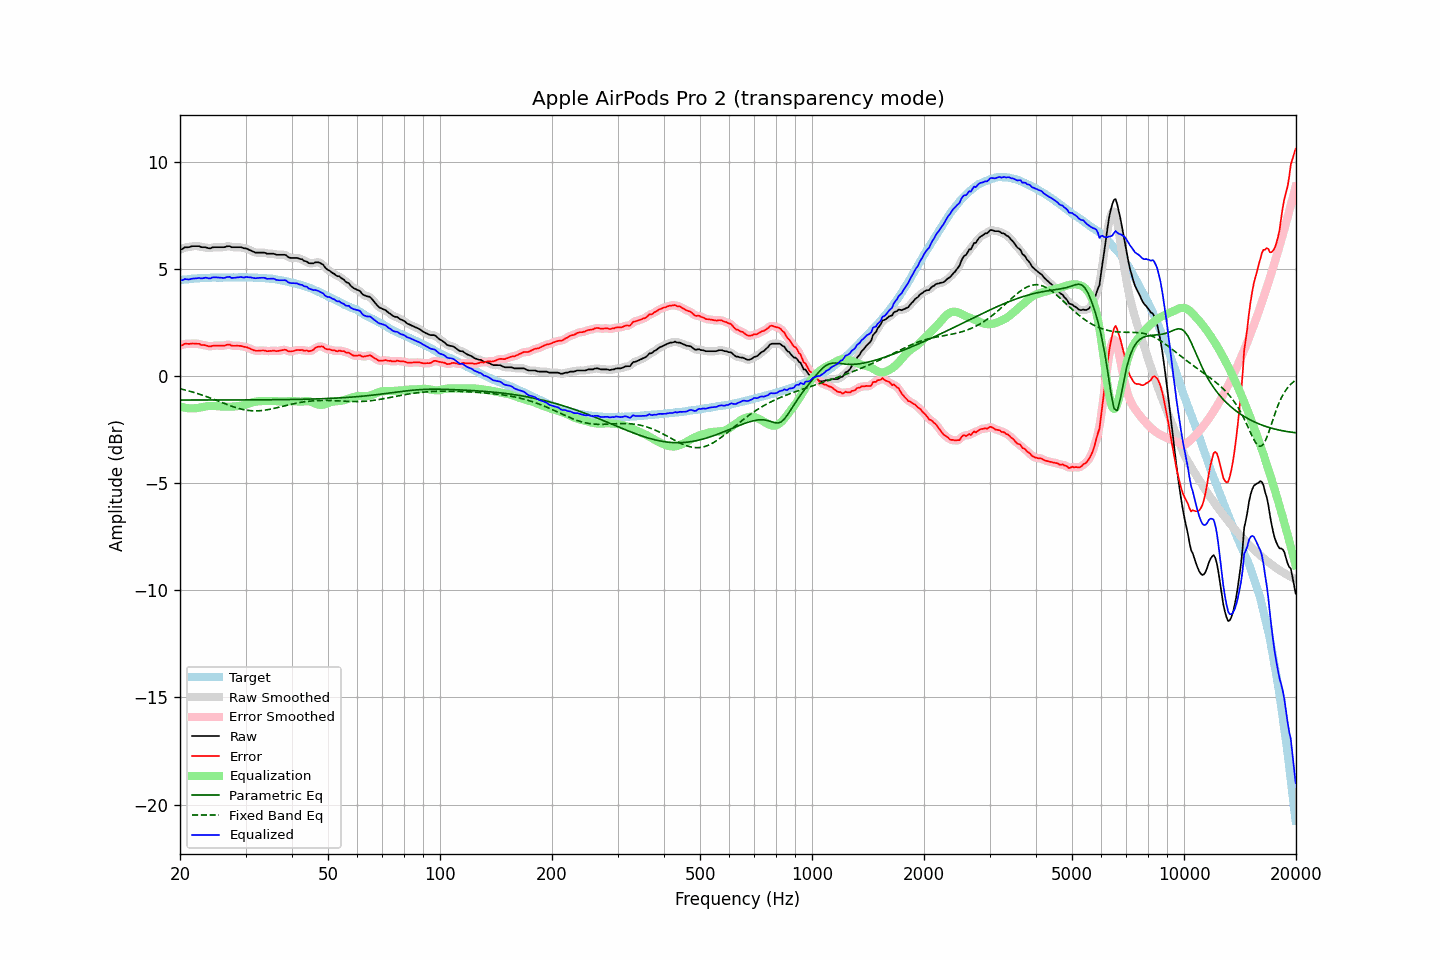 Apple AirPods Pro 2 (transparency mode)
10
5
0
−5
−10
−15
−20
Amplitude (dBr)
Target
Raw Smoothed
Error Smoothed
Raw
Error
Equalization
Parametric Eq
Fixed Band Eq
Equalized
20 50 100 200 500 1000 2000 5000 10000 20000
Frequency (Hz)